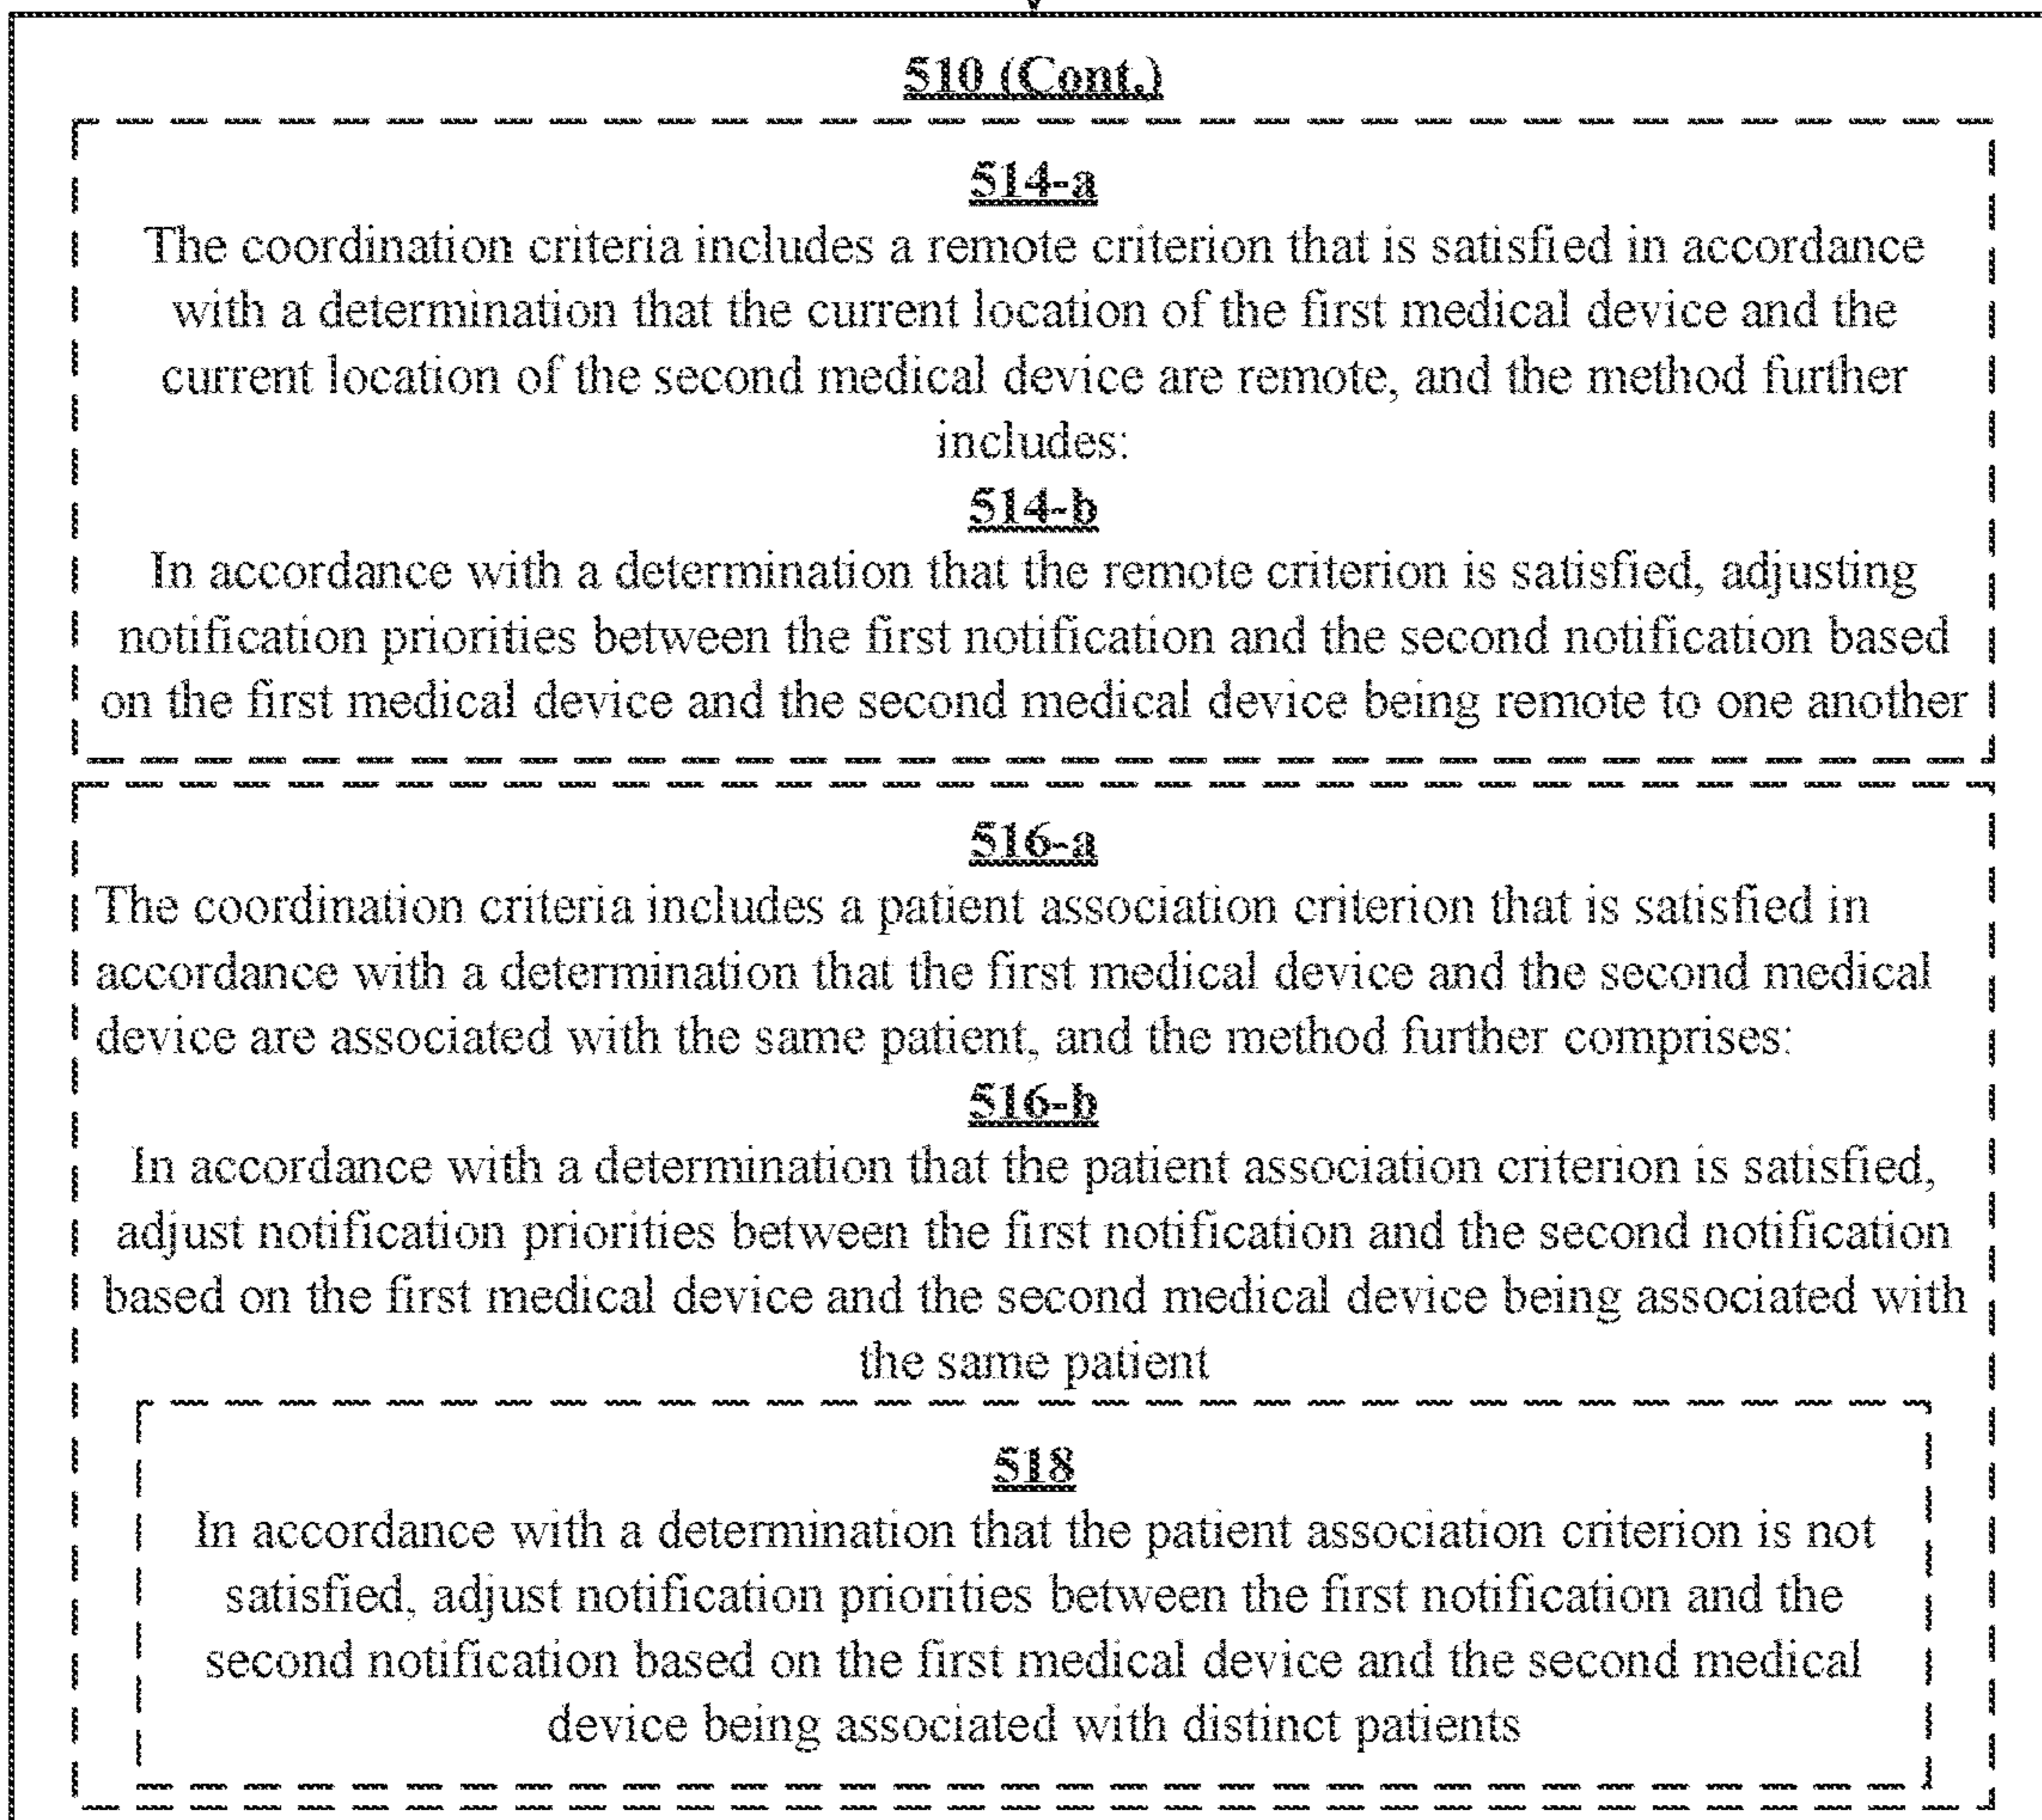 510 (Cont.)
514-a
The coordination criteria includes a remote criterion that is satisfied in accordance
with a determination that the current location of the first medical device and the
current location of the second medical device are remote, and the method further
includes:
514-b
In accordance with a determination that the remote criterion is satisfied, adjusting
notification priorities between the first notification and the second notification based
on the first medical device and the second medical device being remote to one another
516-a
The coordination criteria includes a patient association criterion that is satisfied in
accordance with a determination that the first medical device and the second medical
device are associated with the same patient, and the method further comprises:
516-b
In accordance with a determination that the patient association criterion is satisfied,
adjust notification priorities between the first notification and the second notification
based on the first medical device and the second medical device being associated with
the same patient
518
In accordance with a determination that the patient association criterion is not
satisfied, adjust notification priorities between the first notification and the
second notification based on the first medical device and the second medical
device being associated with distinct patients